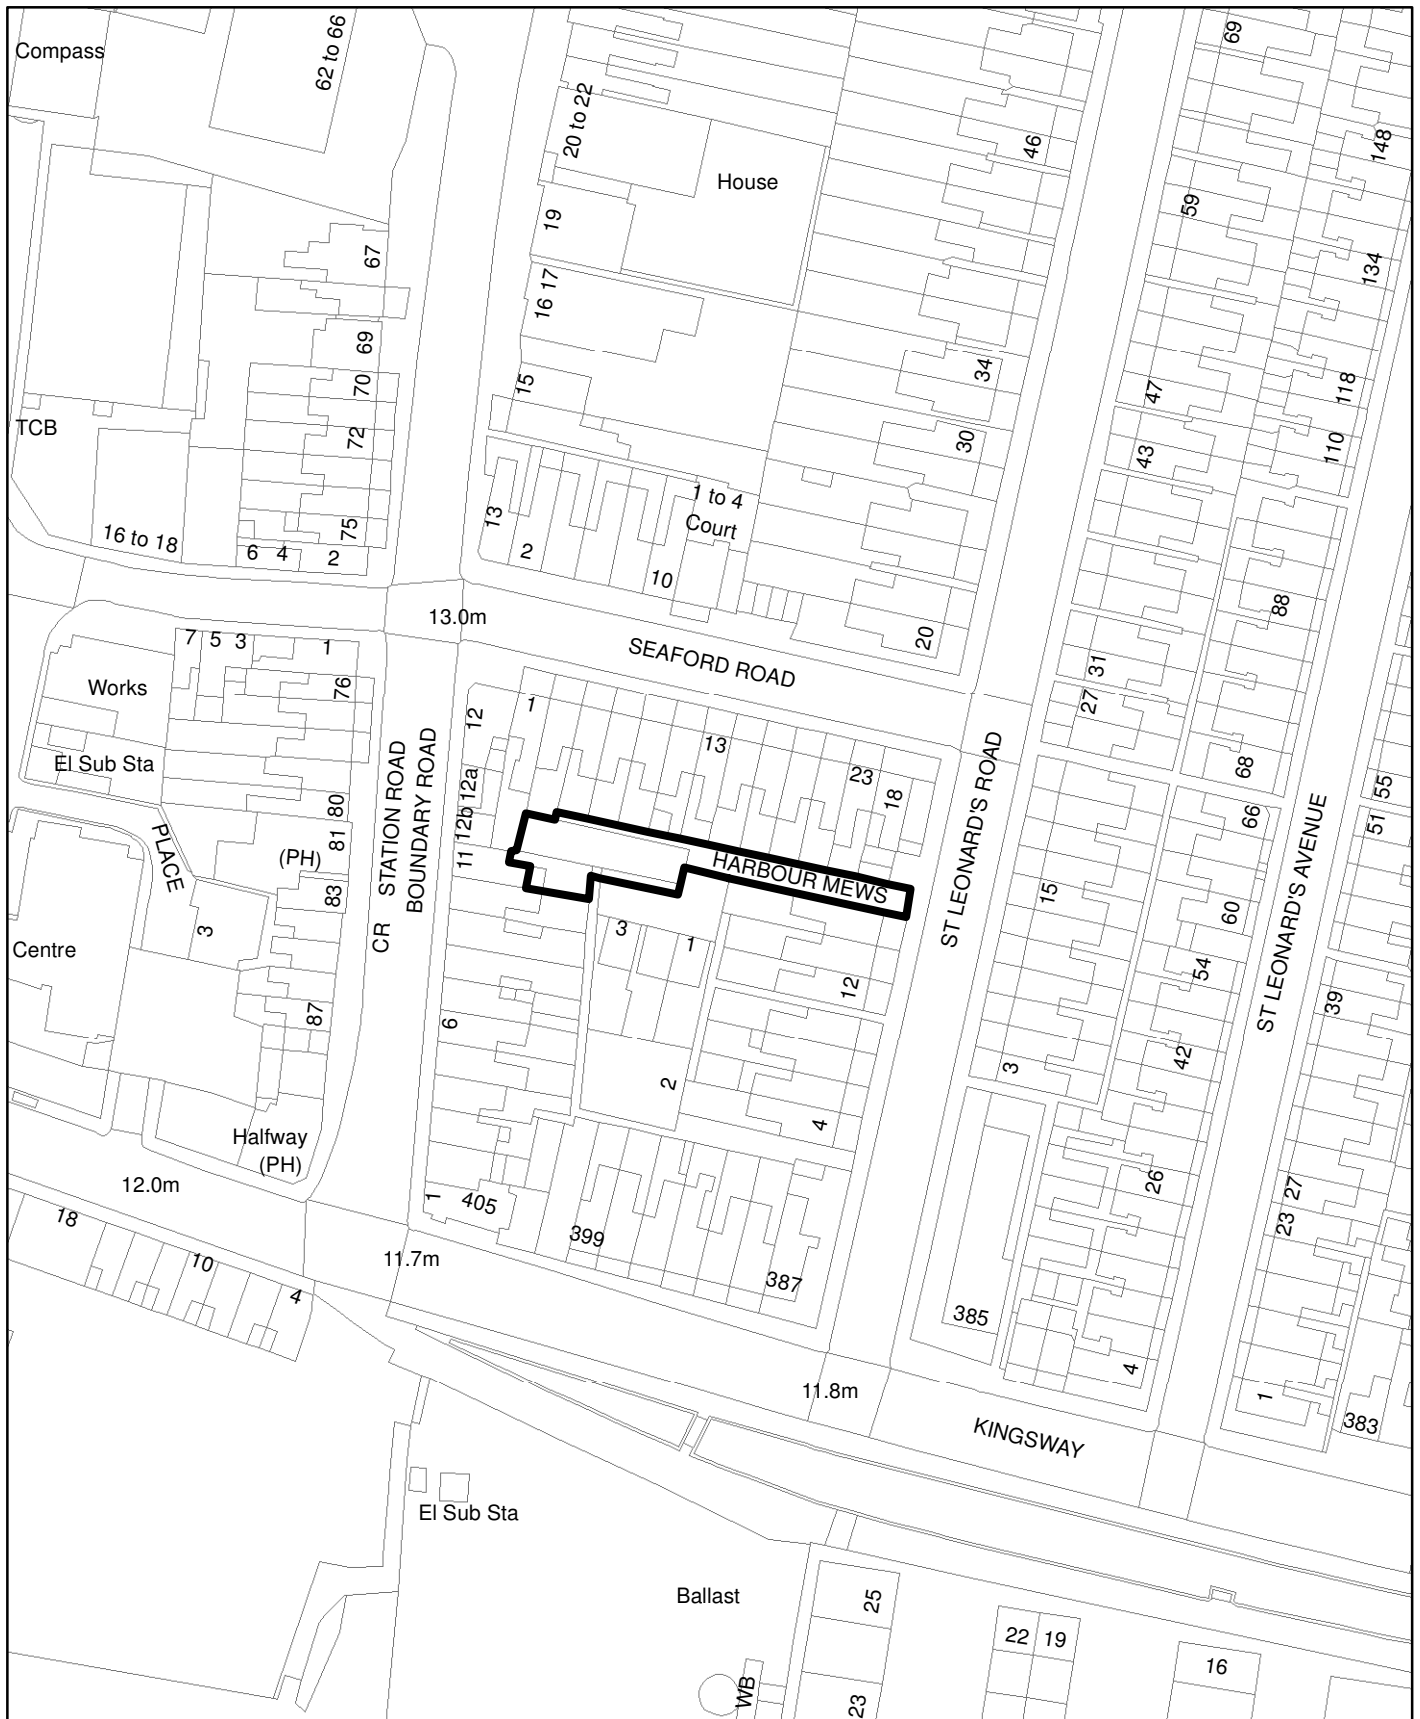 Compass
62 to 66
69
20 to 22
46
148
House
59
19
67
134
16 17
69
34
70
15
47
118
72
TCB
30
43
110
1 to 4
Court
13
75
16 to 18
6
4
2
2
10
88
13.0m
7
5
3
1
SEAFORD ROAD
20
31
Works
76
27
12
1
13
El Sub Sta
STATION ROAD
BOUNDARY ROAD
12a
23
18
ST LEONARD'S ROAD
68
55
80
66
51
PLACE
81
12b
(PH)
11
HARBOUR MEWS
83
15
ST LEONARD'S AVENUE
3
CR
3
1
60
Centre
54
12
39
87
6
42
2
3
4
Halfway
(PH)
12.0m
26
27
18
1
405
23
399
10
11.7m
387
4
385
11.8m
4
1
383
KINGSWAY
El Sub Sta
Ballast
25
22
19
16
WB
23